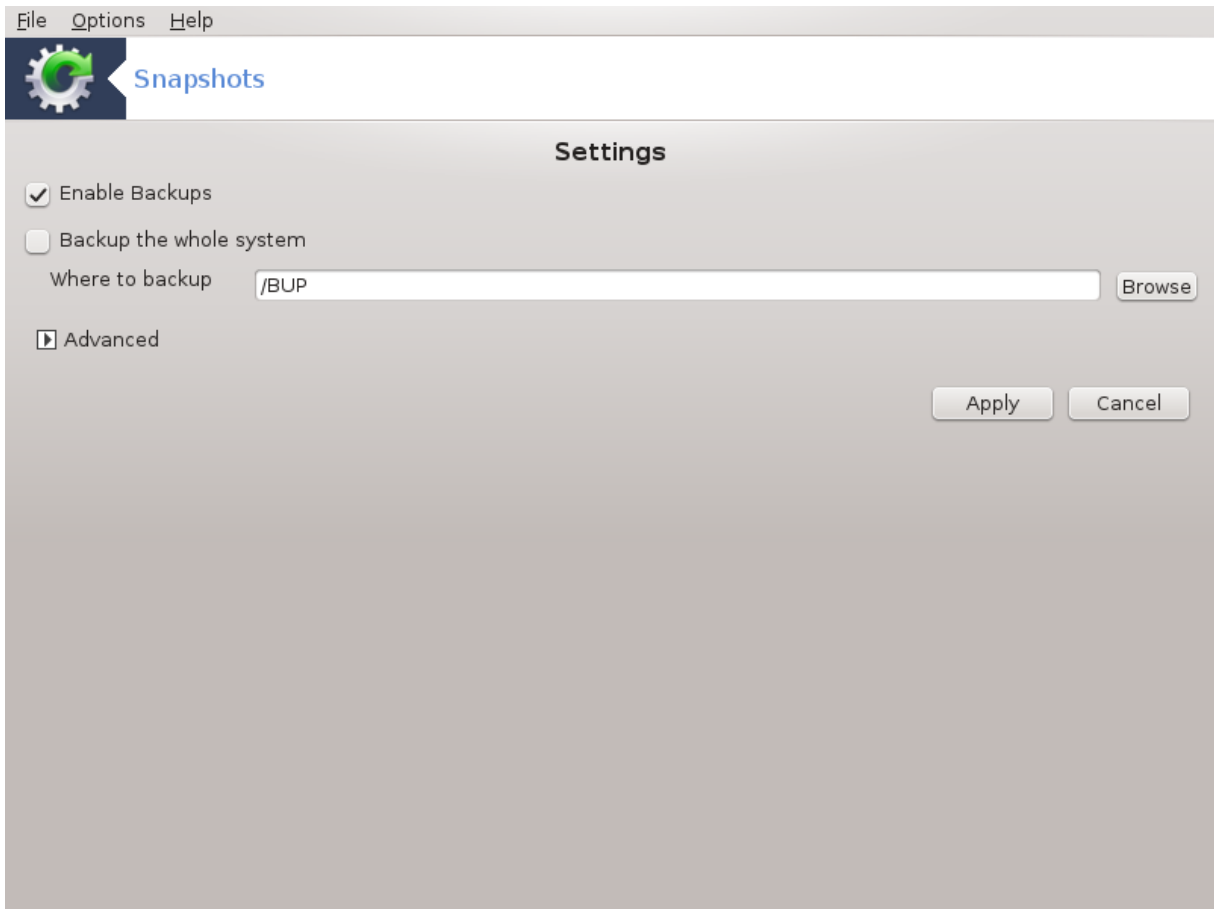 File Options Help
Snapshots
Settings
Enable Backups
Backup the whole system
Where to backup /BUP Browse
Advanced
Apply Cancel